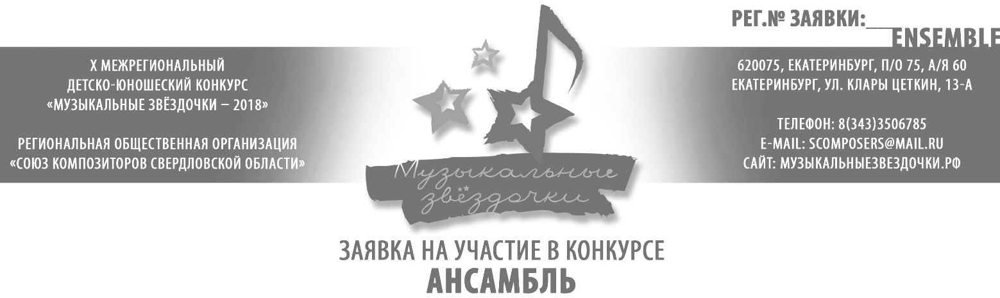 РЕГ.№ ЗАЯВКИ:___
ENSEMBLE
X МЕЖРЕГИОНАЛЬНЫЙ
ДЕТСКО-ЮНОШЕСКИЙ КОНКУРС
«МУЗЫКАЛЬНЫЕ ЗВЁЗДОЧКИ – 2018»
РЕГИОНАЛЬНАЯ ОБЩЕСТВЕННАЯ ОРГАНИЗАЦИЯ
«СОЮЗ КОМПОЗИТОРОВ СВЕРДЛОВСКОЙ ОБЛАСТИ»
620075, ЕКАТЕРИНБУРГ, П/О 75, А/Я 60
ЕКАТЕРИНБУРГ, УЛ. КЛАРЫ ЦЕТКИН, 13-А
ТЕЛЕФОН: 8(343)3506785
E-MAIL: SCOMPOSERS@MAIL.RU
САЙТ: МУЗЫКАЛЬНЫЕЗВЕЗДОЧКИ.РФ
Музыкальные
звёздочки
ЗАЯВКА НА УЧАСТИЕ В КОНКУРСЕ
АНСАМБЛЬ